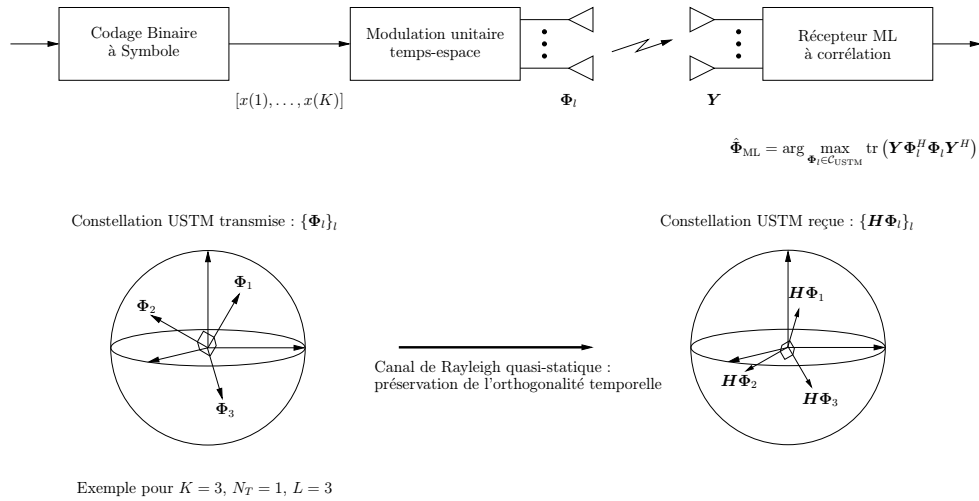 Codage Binaire
à Symbole
Modulation unitaire
temps-espace
Récepteur ML
à corrélation
[x(1), . . . , x(K)]
Φ_l
Y
Φ̂_ML = arg max_{Φ_l∈C_USTM} tr (YΦ_l^HΦ_lY^H)
Constellation USTM transmise : {Φ_l}_l
Constellation USTM reçue : {HΦ_l}_l
Φ_1
Φ_2
Φ_3
Canal de Rayleigh quasi-statique :
préservation de l'orthogonalité temporelle
HΦ_1
HΦ_2
HΦ_3
Exemple pour K = 3, N_T = 1, L = 3